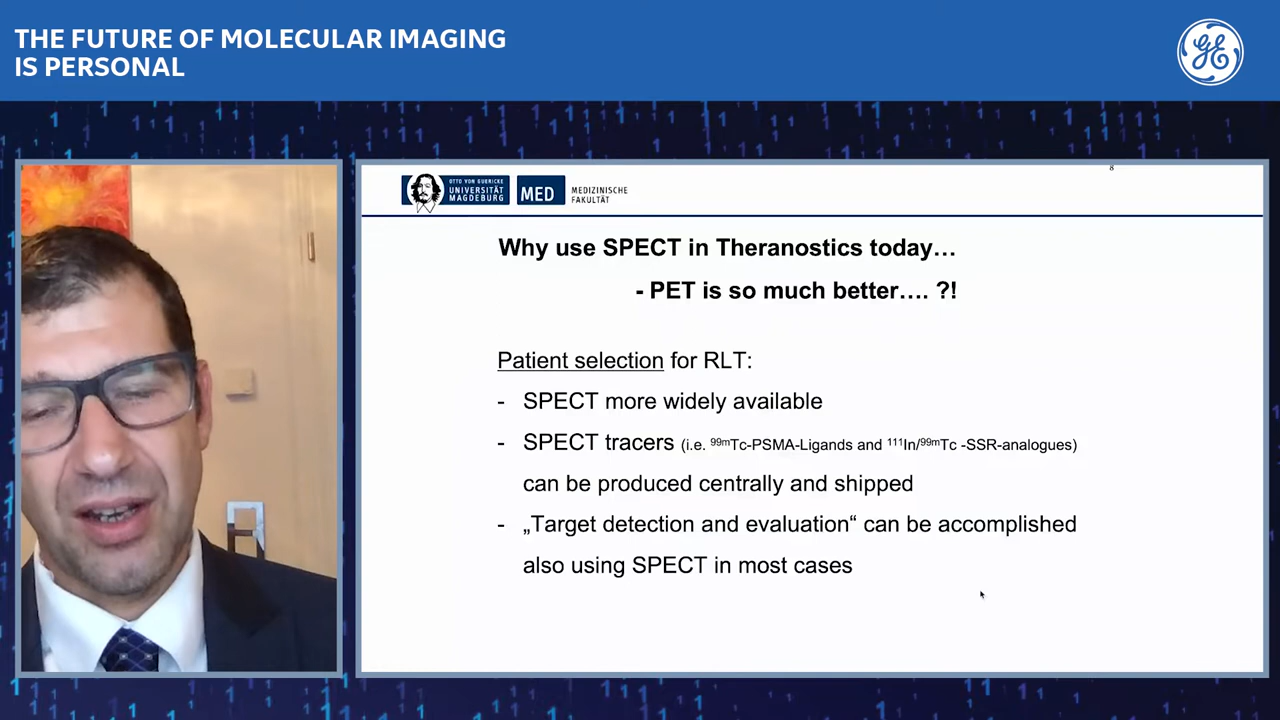 THE FUTURE OF MOLECULAR IMAGING
IS PERSONAL
GE
8
OTTO VON GUERICKE
UNIVERSITÄT
MAGDEBURG
MED
MEDIZINISCHE
FAKULTÄT
Why use SPECT in Theranostics today…
- PET is so much better…. ?!
Patient selection for RLT:
- SPECT more widely available
- SPECT tracers (i.e. ⁹⁹ᵐTc-PSMA-Ligands and ¹¹¹In/⁹⁹ᵐTc -SSR-analogues)
can be produced centrally and shipped
- „Target detection and evaluation“ can be accomplished
also using SPECT in most cases